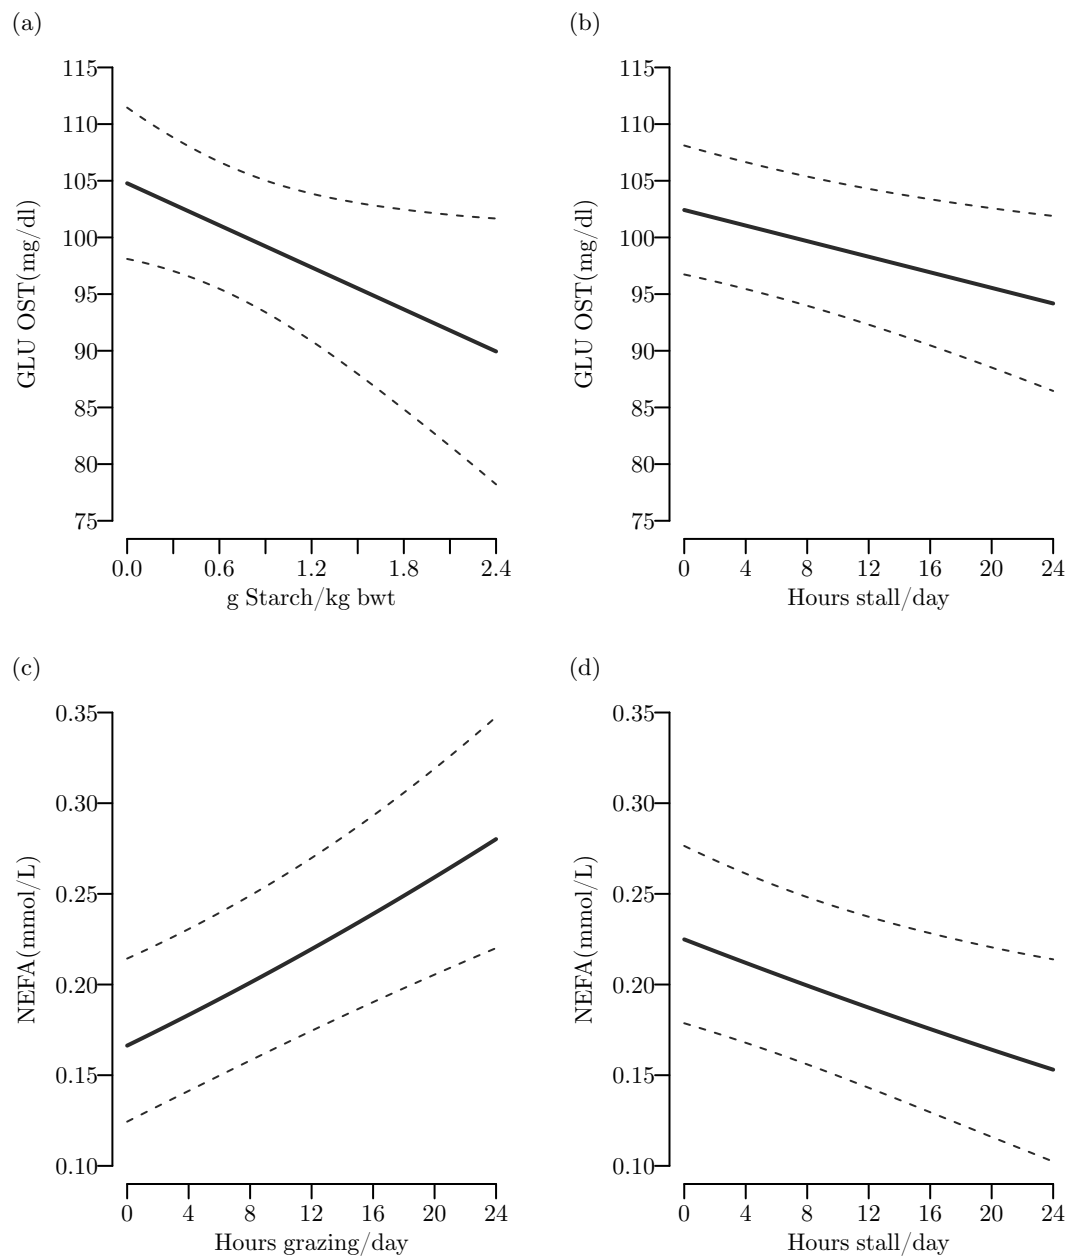 (a)
115
110
105
100
95
90
85
80
75
GLU OST(mg/dl)
0.0 0.6 1.2 1.8 2.4
g Starch/kg bwt
(b)
115
110
105
100
95
90
85
80
75
GLU OST(mg/dl)
0 4 8 12 16 20 24
Hours stall/day
(c)
0.35
0.30
0.25
0.20
0.15
0.10
NEFA(mmol/L)
0 4 8 12 16 20 24
Hours grazing/day
(d)
0.35
0.30
0.25
0.20
0.15
0.10
NEFA(mmol/L)
0 4 8 12 16 20 24
Hours stall/day